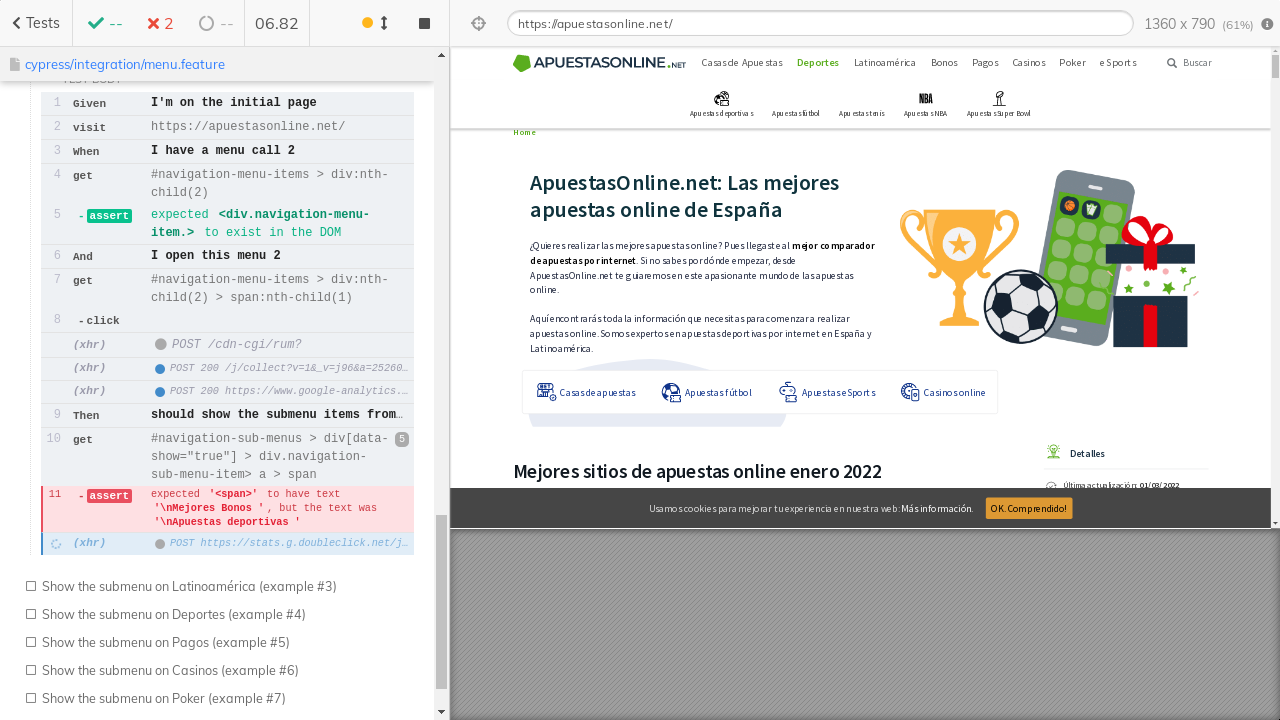 Tests
--
2
--
06.82
https://apuestasonline.net/
1360 x 790 (61%)
cypress/integration/menu.feature
1 Given I'm on the initial page
2 visit https://apuestasonline.net/
3 When I have a menu call 2
4 get #navigation-menu-items > div:nth-
child(2)
5 -assert expected <div.navigation-menu-
item.> to exist in the DOM
6 And I open this menu 2
7 get #navigation-menu-items > div:nth-
child(2) > span:nth-child(1)
8 -click
(xhr) POST /cdn-cgi/rum?
(xhr) POST 200 /j/collect?v=1&_v=j96&a=25260…
(xhr) POST 200 https://www.google-analytics...
9 Then should show the submenu items from…
10 get #navigation-sub-menus > div[data- 5
show="true"] > div.navigation-
sub-menu-item> a > span
11 -assert expected '<span>' to have text
'\nMejores Bonos ', but the text was
'\nApuestas deportivas '
(xhr) POST https://stats.g.doubleclick.net/j…
Show the submenu on Latinoamérica (example #3)
Show the submenu on Deportes (example #4)
Show the submenu on Pagos (example #5)
Show the submenu on Casinos (example #6)
Show the submenu on Poker (example #7)
APUESTASONLINE.NET
Casas de Apuestas Deportes Latinoamérica Bonos Pagos Casinos Poker eSports Buscar
NBA
Apuestas deportivas Apuestas fútbol Apuestas tenis Apuestas NBA Apuestas Super Bowl
Home
ApuestasOnline.net: Las mejores
apuestas online de España
¿Quieres realizar las mejores apuestas online? Pues llegaste al mejor comparador
de apuestas por internet. Si no sabes por dónde empezar, desde
ApuestasOnline.net te guiaremos en este apasionante mundo de las apuestas
online.
Aquí encontrarás toda la información que necesitas para comenzar a realizar
apuestas online. Somos expertos en apuestas deportivas por internet en España y
Latinoamérica.
Casas de apuestas Apuestas fútbol Apuestas eSports Casinos online
Mejores sitios de apuestas online enero 2022
Detalles
Última actualización: 01/03/2022
Usamos cookies para mejorar tu experiencia en nuestra web: Más información. OK. Comprendido!